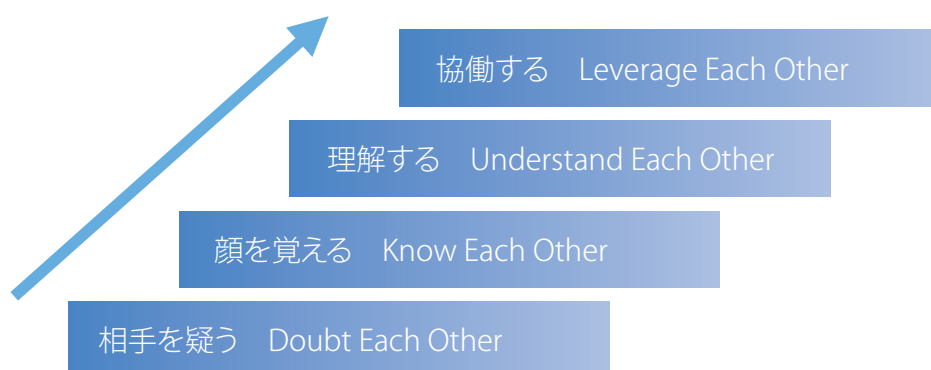 協働する Leverage Each Other
理解する Understand Each Other
顔を覚える Know Each Other
相手を疑う Doubt Each Other